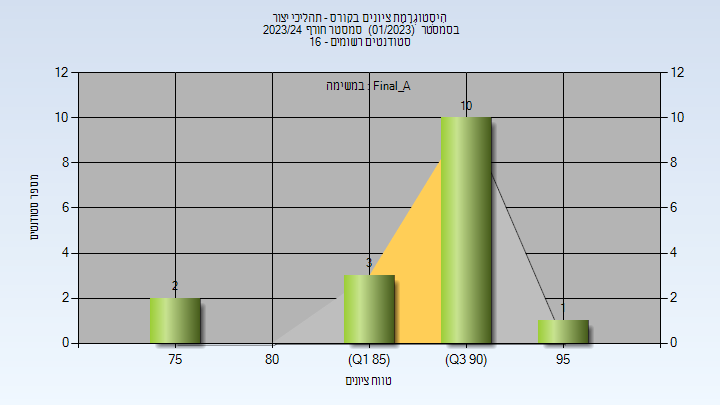 היסטוגרמת ציונים בקורס - תהליכי יצור
בסמסטר (01/2023) סמסטר חורף 2023/24
סטודנטים רשומים - 16
במשימה : Final_A
12 12
10 10
8 8
6 6
4 4
2 2
0 0
2
3
10
1
מספר סטודנטים
75 80 (Q1 85) (Q3 90) 95
טווח ציונים